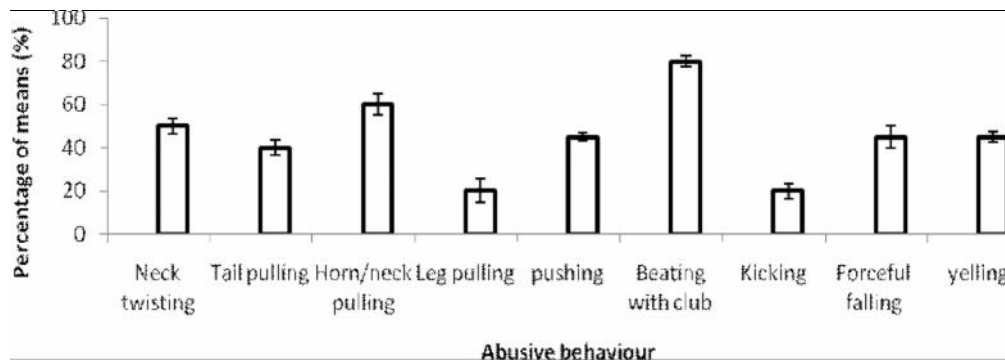 Percentage of means (%)
100
80
60
40
20
0
Neck twisting
Tail pulling
Horn/neck pulling
Leg pulling
pushing
Beating with club
Kicking
Forceful falling
yelling
Abusive behaviour